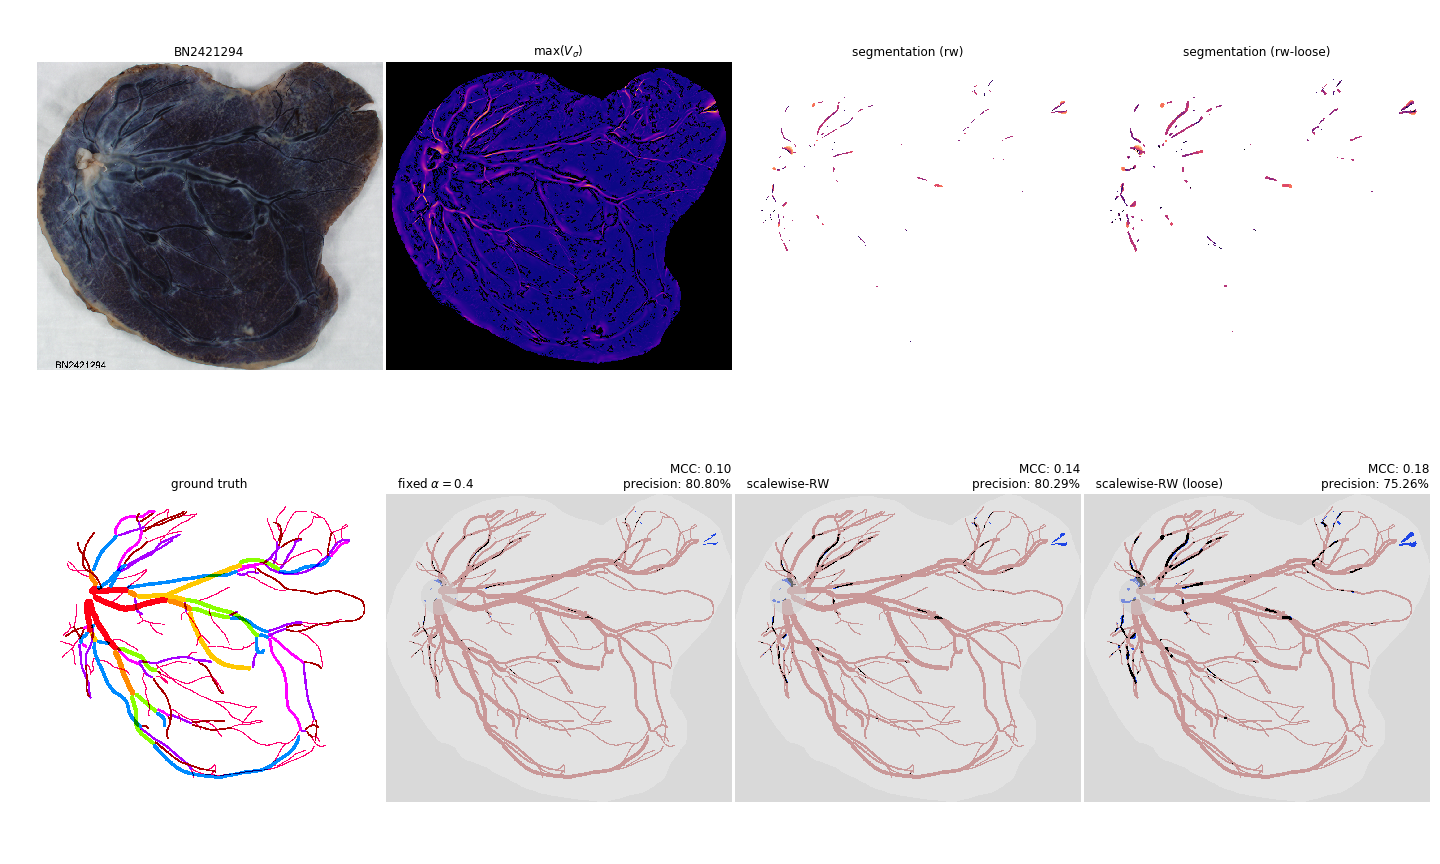 BN2421294
max(Vσ)
segmentation (rw)
segmentation (rw-loose)
BN2421294
ground truth
fixed α = 0.4
MCC: 0.10
precision: 80.80%
scalewise-RW
MCC: 0.14
precision: 80.29%
scalewise-RW (loose)
MCC: 0.18
precision: 75.26%